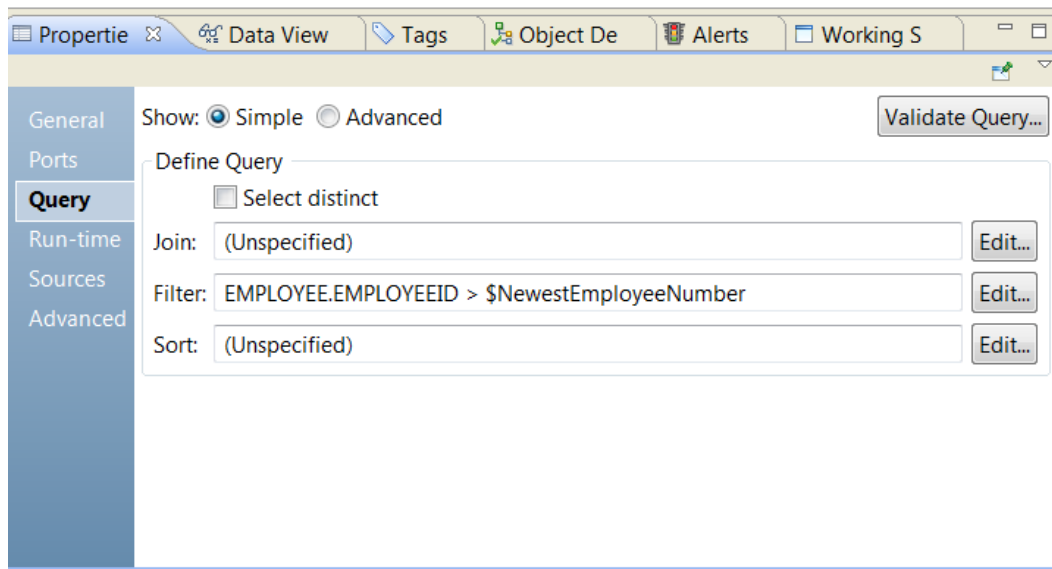 Propertie Data View Tags Object De Alerts Working S
General
Ports
Query
Run-time
Sources
Advanced
Show: Simple Advanced Validate Query...
Define Query
Select distinct
Join: (Unspecified) Edit...
Filter: EMPLOYEE.EMPLOYEEID > $NewestEmployeeNumber Edit...
Sort: (Unspecified) Edit...